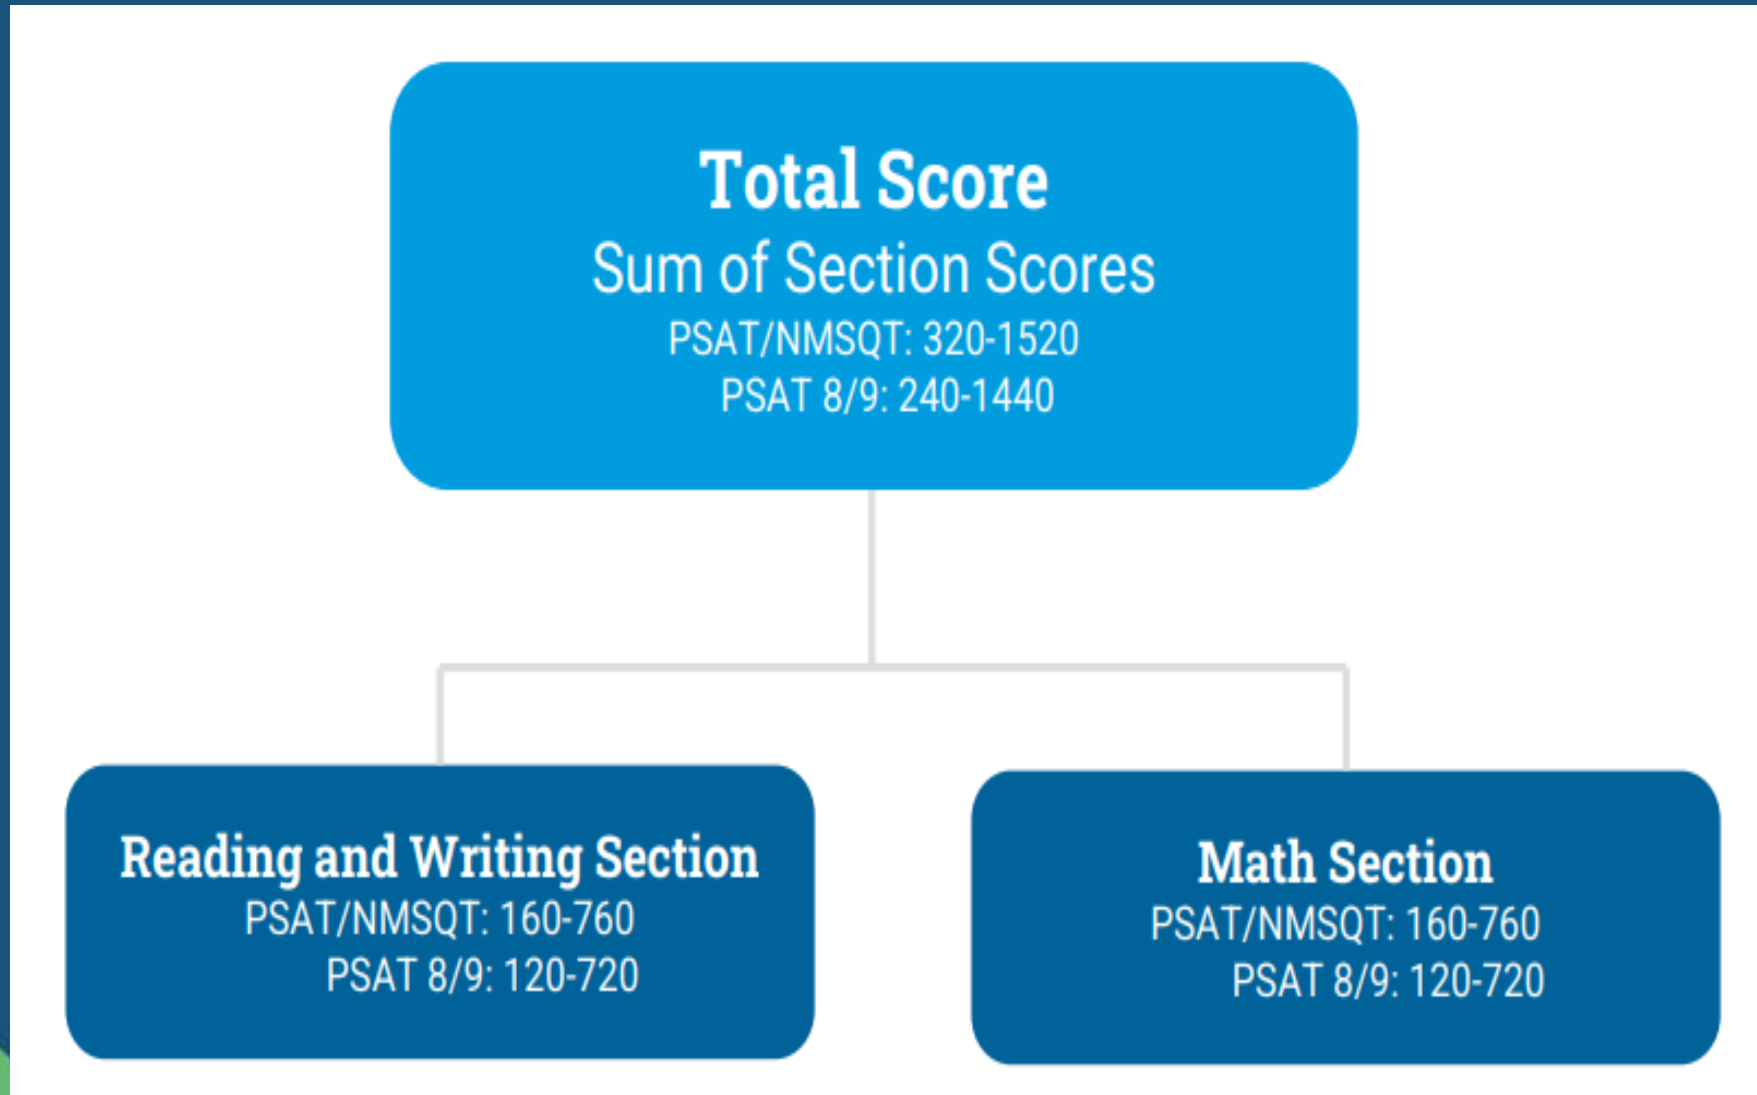 Total Score
Sum of Section Scores
PSAT/NMSQT: 320-1520
PSAT 8/9: 240-1440
Reading and Writing Section
PSAT/NMSQT: 160-760
PSAT 8/9: 120-720
Math Section
PSAT/NMSQT: 160-760
PSAT 8/9: 120-720